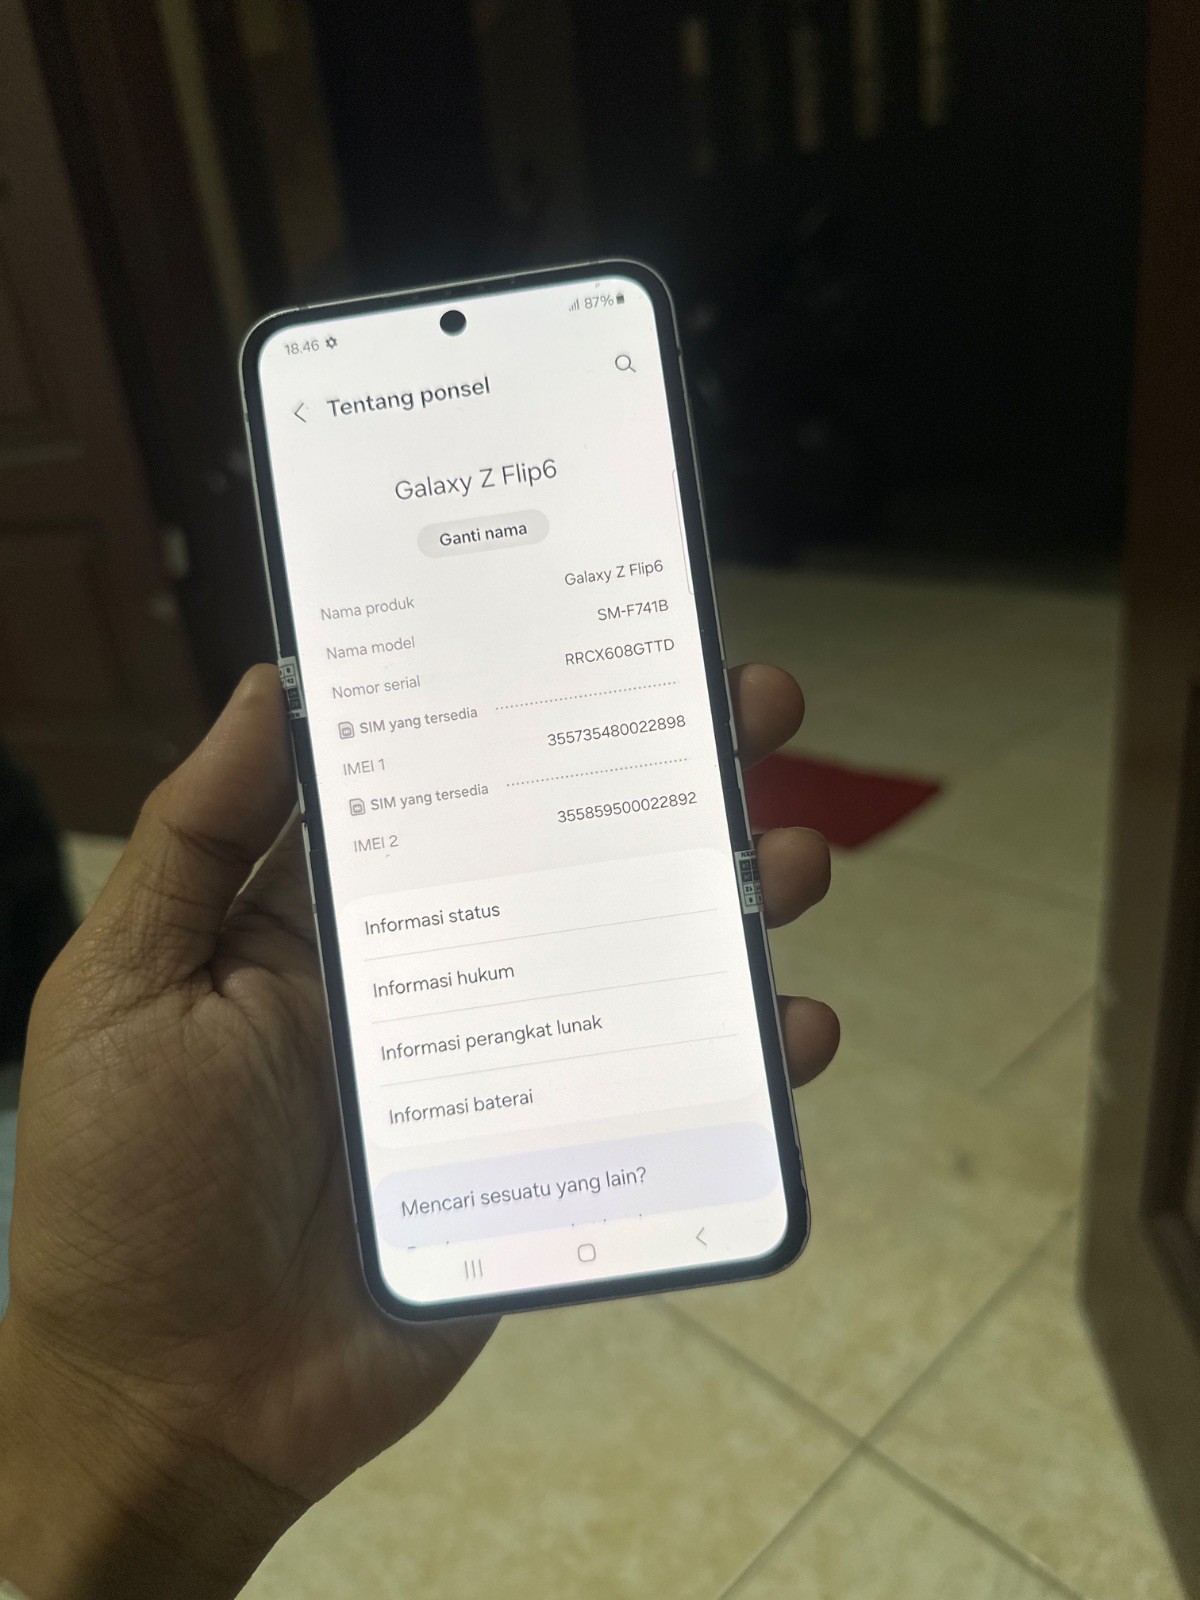 18.46
87%
Tentang ponsel
Galaxy Z Flip6
Ganti nama
Nama produk Galaxy Z Flip6
Nama model SM-F741B
Nomor serial RRCX608GTTD
SIM yang tersedia
IMEI 1 355735480022898
SIM yang tersedia
IMEI 2 355859500022892
Informasi status
Informasi hukum
Informasi perangkat lunak
Informasi baterai
Mencari sesuatu yang lain?